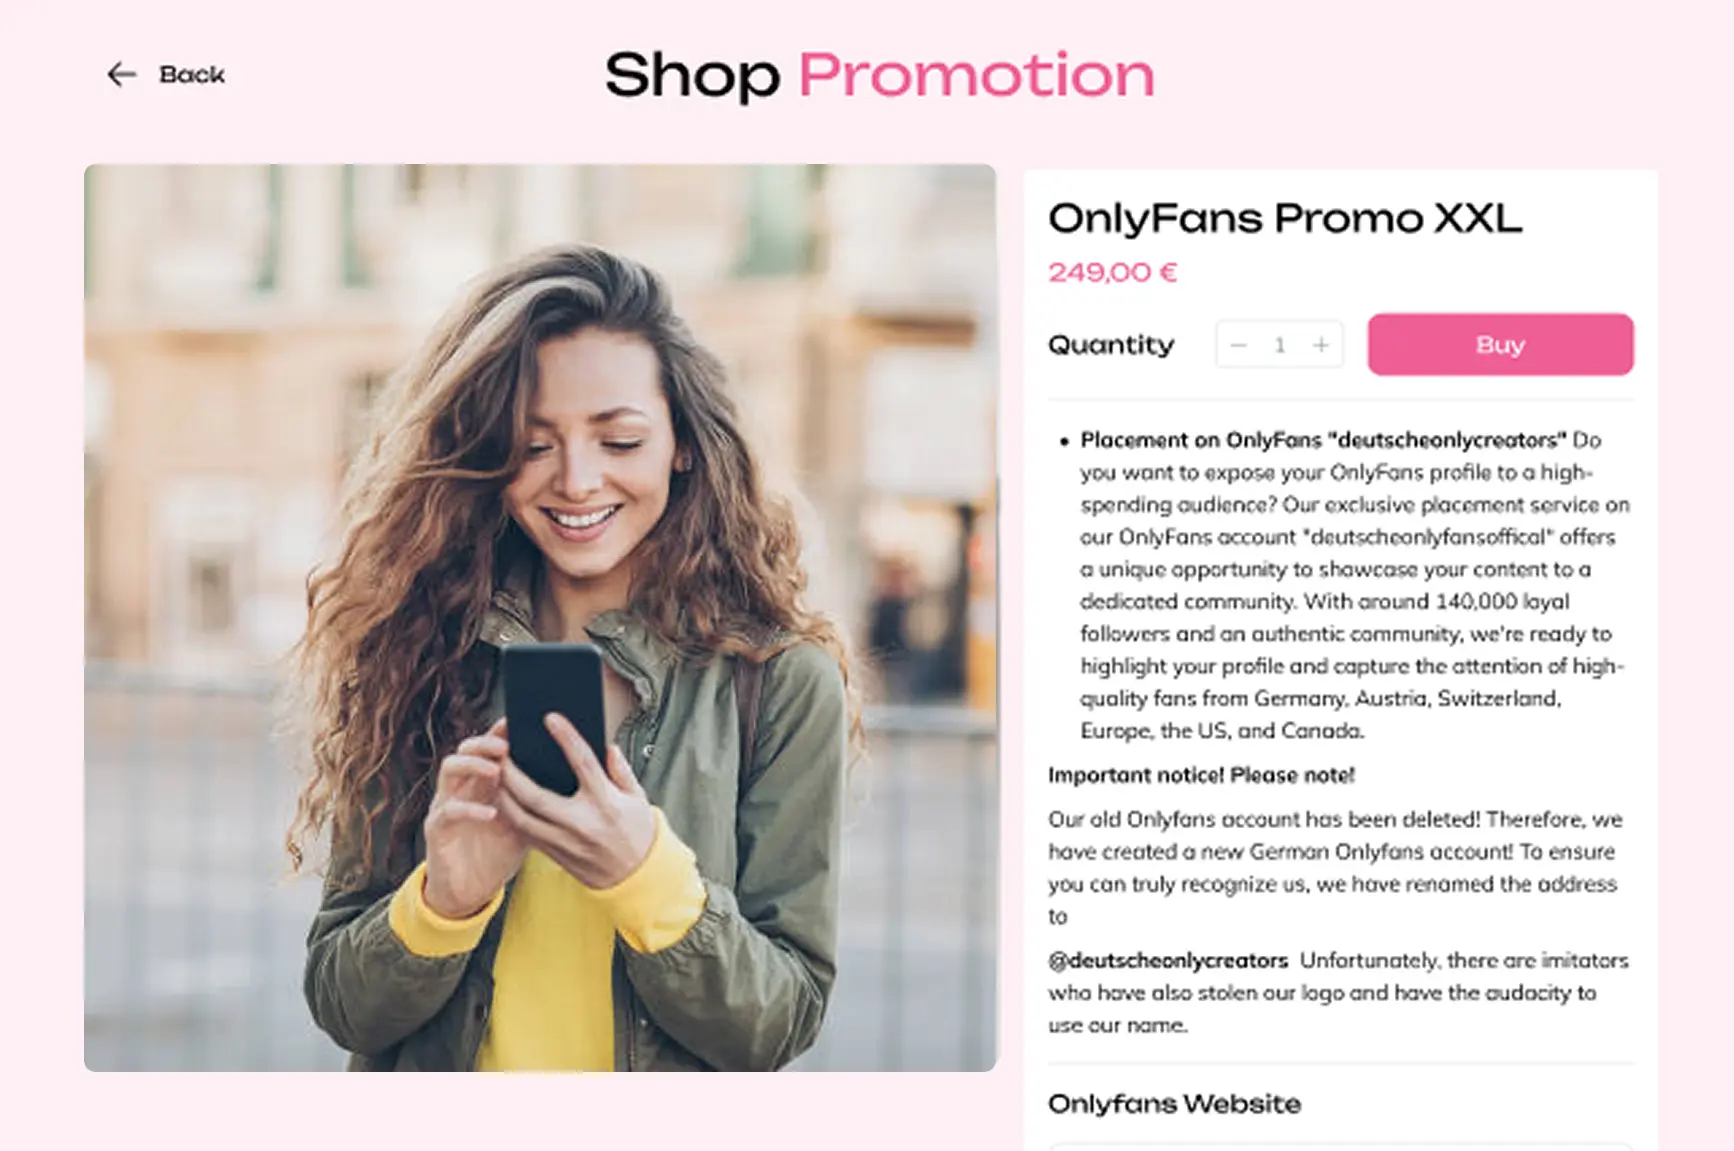 Back
Shop Promotion
OnlyFans Promo XXL
249,00 €
Quantity
− 1 +
Buy
• Placement on OnlyFans "deutscheonlycreators" Do
you want to expose your OnlyFans profile to a high-
spending audience? Our exclusive placement service on
our OnlyFans account "deutscheonlyfansoffical" offers
a unique opportunity to showcase your content to a
dedicated community. With around 140,000 loyal
followers and an authentic community, we're ready to
highlight your profile and capture the attention of high-
quality fans from Germany, Austria, Switzerland,
Europe, the US, and Canada.
Important notice! Please note!
Our old Onlyfans account has been deleted! Therefore, we
have created a new German Onlyfans account! To ensure
you can truly recognize us, we have renamed the address
to
@deutscheonlycreators Unfortunately, there are imitators
who have also stolen our logo and have the audacity to
use our name.
Onlyfans Website